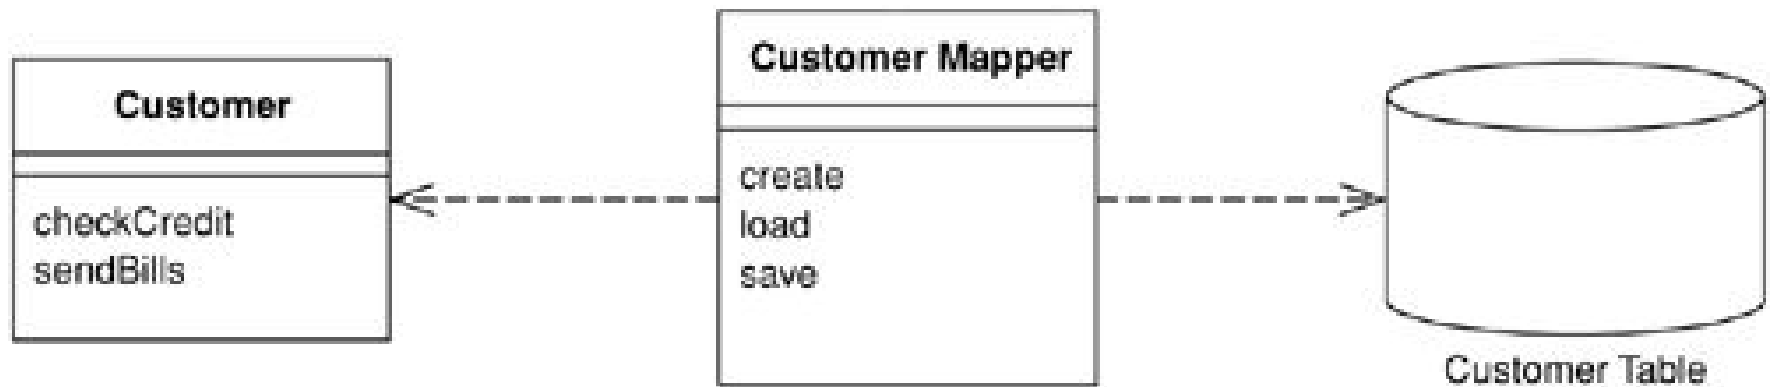 Customer
checkCredit
sendBills
Customer Mapper
create
load
save
Customer Table